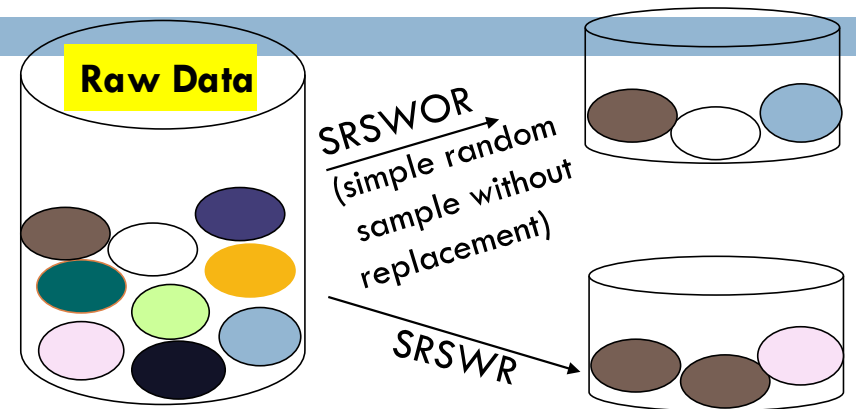 Raw Data
SRSWOR
(simple random
sample without
replacement)
SRSWR